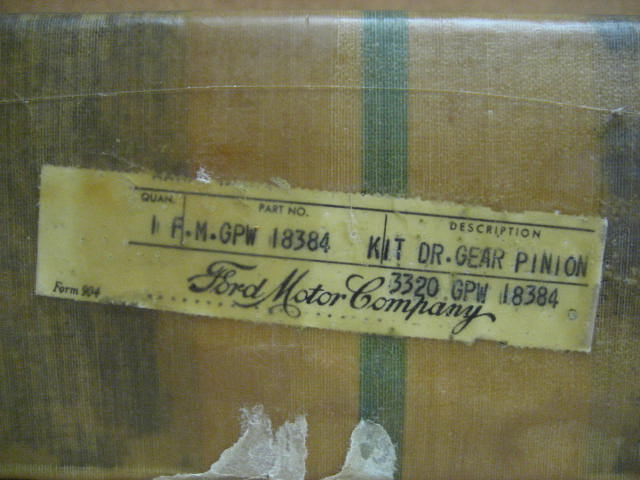 QUAN. PART NO. DESCRIPTION
1 F.M.GPW 18384 KIT DR.GEAR PINION
3320 GPW 18384
Form 904 Ford Motor Company